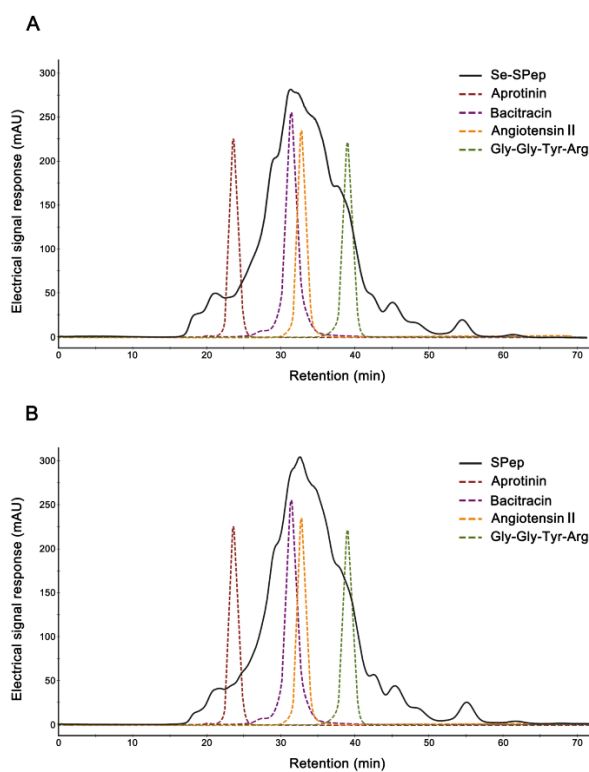 A
Electrical signal response (mAU)
300
250
200
150
100
50
0
Se-SPep
Aprotinin
Bacitracin
Angiotensin II
Gly-Gly-Tyr-Arg
0 10 20 30 40 50 60 70
Retention (min)
B
Electrical signal response (mAU)
300
250
200
150
100
50
0
SPep
Aprotinin
Bacitracin
Angiotensin II
Gly-Gly-Tyr-Arg
0 10 20 30 40 50 60 70
Retention (min)